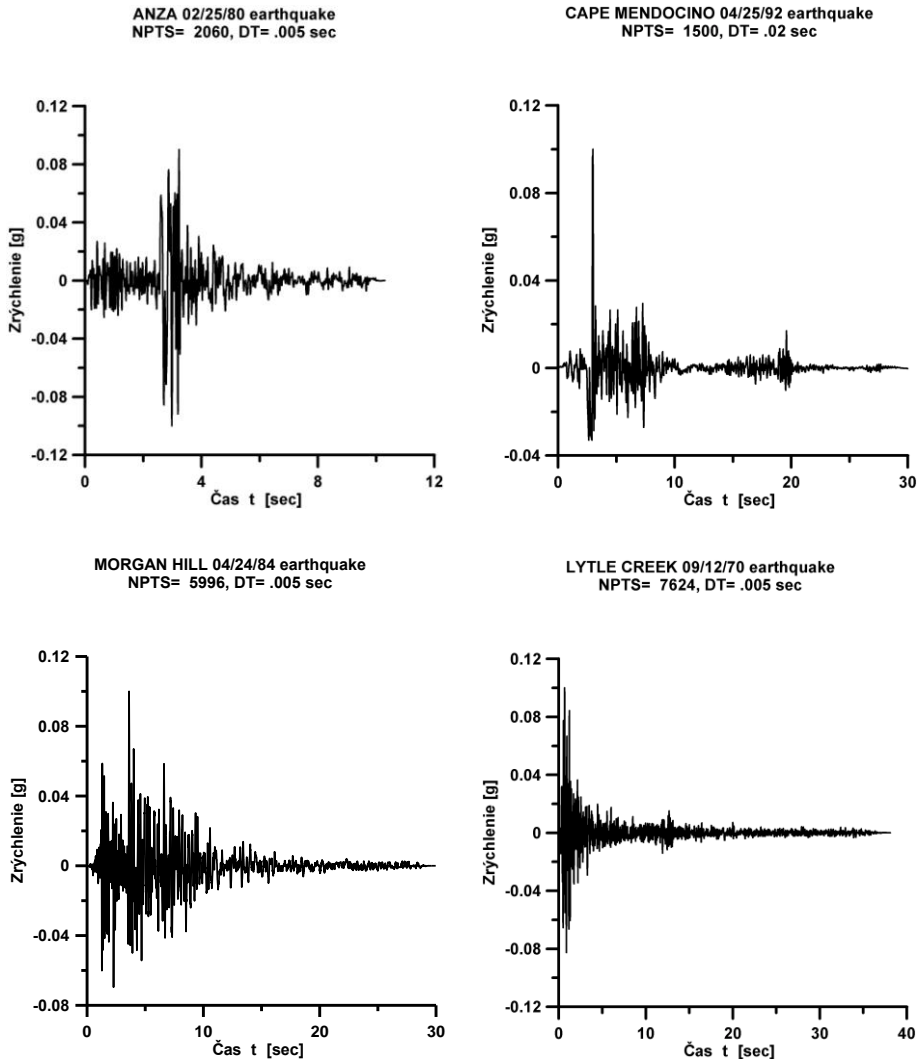 ANZA 02/25/80 earthquake
NPTS= 2060, DT= .005 sec
0.12
0.08
0.04
0
-0.04
-0.08
-0.12
Zrýchlenie [g]
0 4 8 12
Čas t [sec]
CAPE MENDOCINO 04/25/92 earthquake
NPTS= 1500, DT= .02 sec
0.12
0.08
0.04
0
-0.04
Zrýchlenie [g]
0 10 20 30
Čas t [sec]
MORGAN HILL 04/24/84 earthquake
NPTS= 5996, DT= .005 sec
0.12
0.08
0.04
0
-0.04
-0.08
Zrýchlenie [g]
0 10 20 30
Čas t [sec]
LYTLE CREEK 09/12/70 earthquake
NPTS= 7624, DT= .005 sec
0.12
0.08
0.04
0
-0.04
-0.08
-0.12
Zrýchlenie [g]
0 10 20 30 40
Čas t [sec]